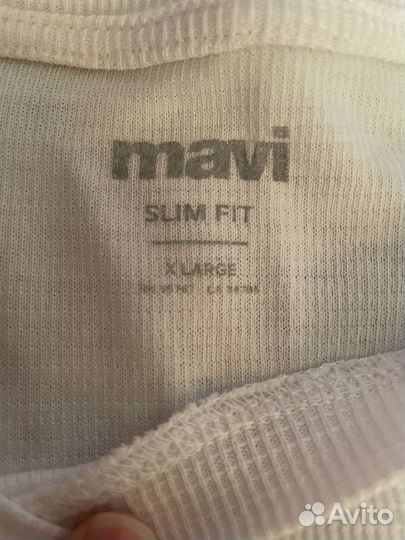 mavi
SLIM FIT
X LARGE
Avito